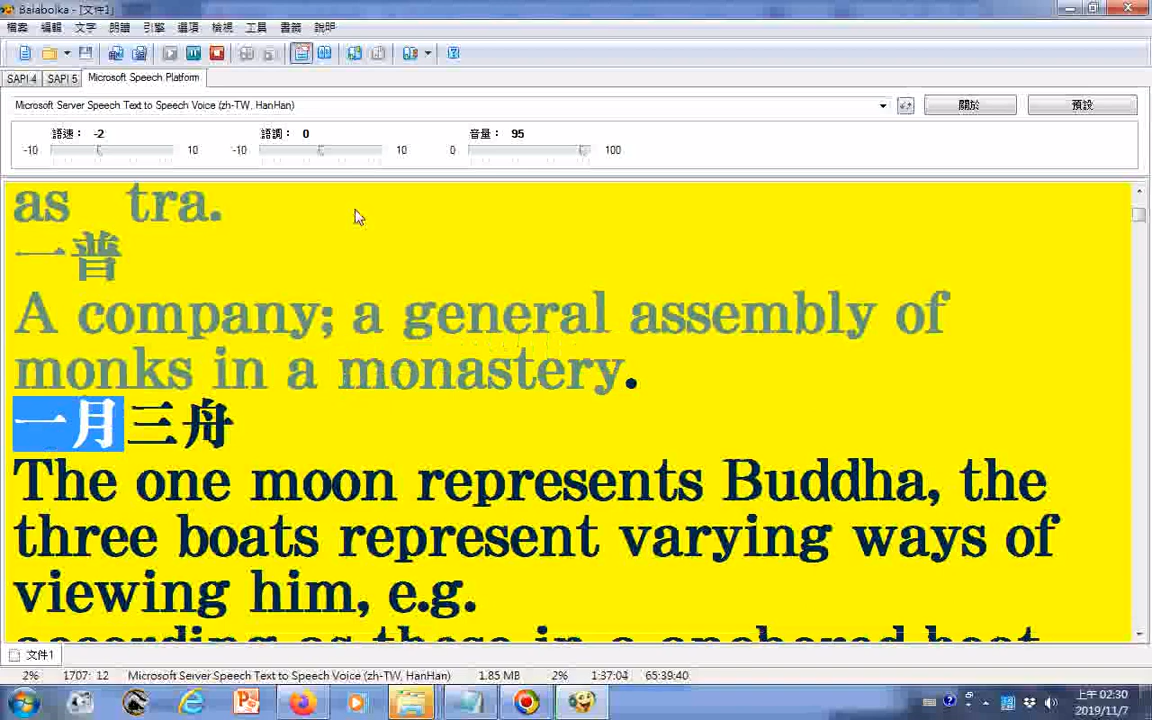 Balabolka - [文件1]
檔案 編輯 文字 朗讀 引擎 選項 檢視 工具 書籤 說明
SAPI 4 SAPI 5 Microsoft Speech Platform
Microsoft Server Speech Text to Speech Voice (zh-TW, HanHan) 關於 預設
語速： -2 語調： 0 音量： 95
-10 10 -10 10 0 100
as tra.
一普
A company; a general assembly of
monks in a monastery.
一月三舟
The one moon represents Buddha, the
three boats represent varying ways of
viewing him, e.g.
according as those in a anchored boat
文件1
2% 1707: 12 Microsoft Server Speech Text to Speech Voice (zh-TW, HanHan) 1.85 MB 2% 1:37:04 65:39:40
上午 02:30
2019/11/7